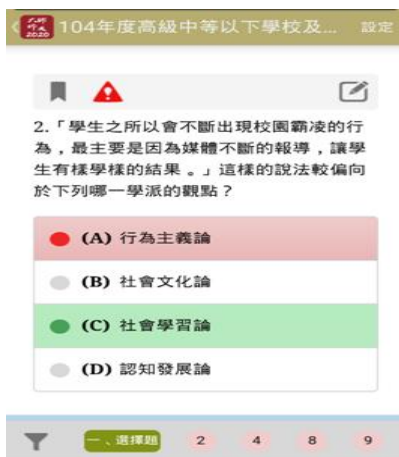 104年度高級中等以下學校及... 設定
2.「學生之所以會不斷出現校園霸凌的行
為，最主要是因為媒體不斷的報導，讓學
生有樣學樣的結果。」這樣的說法較偏向
於下列哪一學派的觀點？
(A) 行為主義論
(B) 社會文化論
(C) 社會學習論
(D) 認知發展論
一、選擇題 2 4 8 9